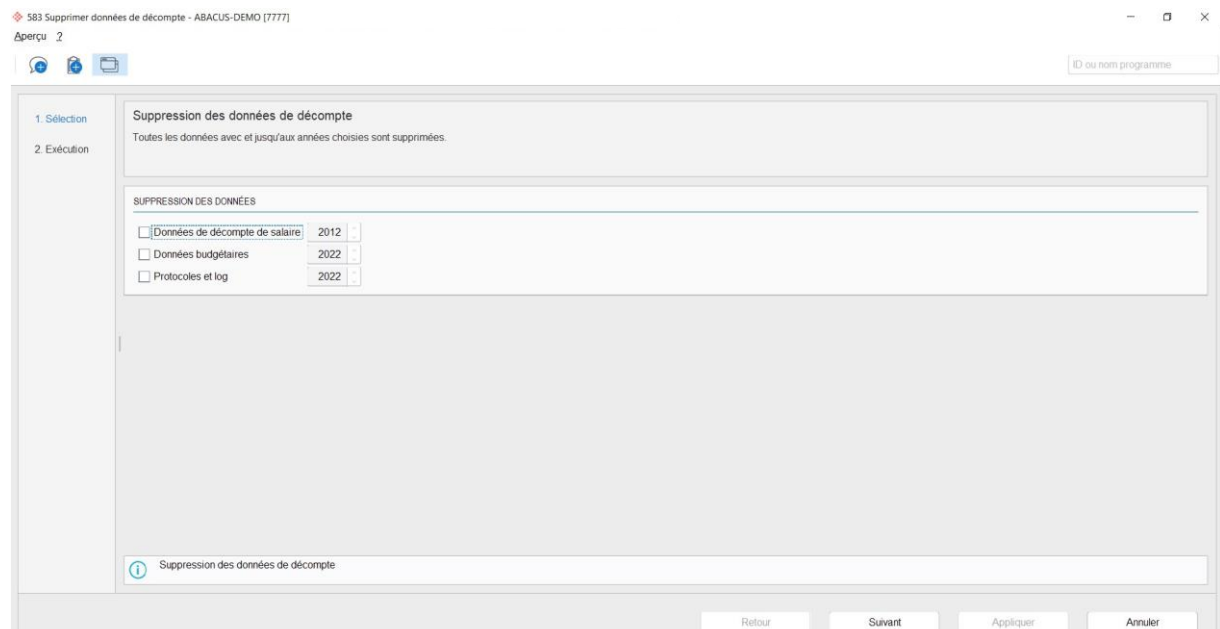 583 Supprimer données de décompte - ABACUS-DEMO [7777]
Aperçu ?
ID ou nom programme
1. Sélection
2. Exécution
Suppression des données de décompte
Toutes les données avec et jusqu'aux années choisies sont supprimées.
SUPPRESSION DES DONNÉES
Données de décompte de salaire 2012
Données budgétaires 2022
Protocoles et log 2022
Suppression des données de décompte
Retour Suivant Appliquer Annuler